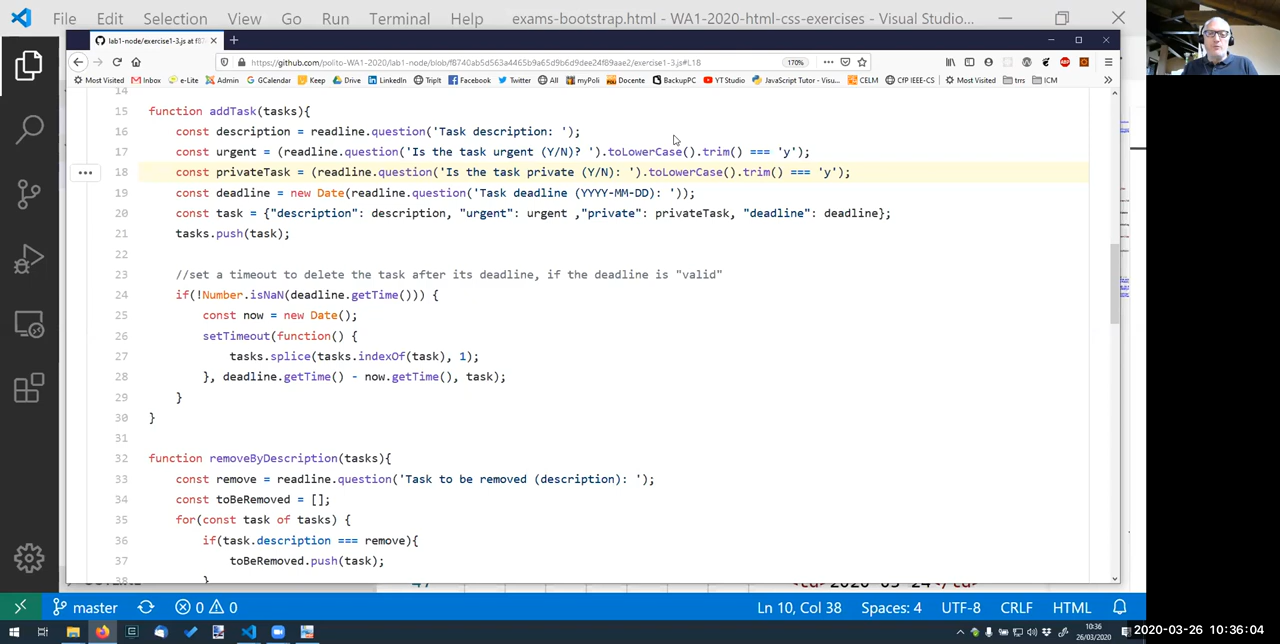 File Edit Selection View Go Run Terminal Help exams-bootstrap.html - WA1-2020-html-css-exercises - Visual Studio...
lab1-node/exercise1-3.js at f87
https://github.com/polito-WA1-2020/lab1-node/blob/f8740ab5d563a4465b9a65d9b6d9dee24f89aae2/exercise1-3.js#L18 170%
Most Visited Inbox e-Lite Admin GCalendar Keep Drive LinkedIn TripIt Facebook Twitter All myPoli Docente BackupPC YT Studio JavaScript Tutor - Visu... CELM CfP IEEE-CS Most Visited trrs ICM
14
15 function addTask(tasks){
16 const description = readline.question('Task description: ');
17 const urgent = (readline.question('Is the task urgent (Y/N)? ').toLowerCase().trim() === 'y');
18 const privateTask = (readline.question('Is the task private (Y/N): ').toLowerCase().trim() === 'y');
19 const deadline = new Date(readline.question('Task deadline (YYYY-MM-DD): '));
20 const task = {"description": description, "urgent": urgent ,"private": privateTask, "deadline": deadline};
21 tasks.push(task);
22
23 //set a timeout to delete the task after its deadline, if the deadline is "valid"
24 if(!Number.isNaN(deadline.getTime())) {
25 const now = new Date();
26 setTimeout(function() {
27 tasks.splice(tasks.indexOf(task), 1);
28 }, deadline.getTime() - now.getTime(), task);
29 }
30 }
31
32 function removeByDescription(tasks){
33 const remove = readline.question('Task to be removed (description): ');
34 const toBeRemoved = [];
35 for(const task of tasks) {
36 if(task.description === remove){
37 toBeRemoved.push(task);
38 }
master 0 0 Ln 10, Col 38 Spaces: 4 UTF-8 CRLF HTML
10:36
26/03/2020
2020-03-26 10:36:04